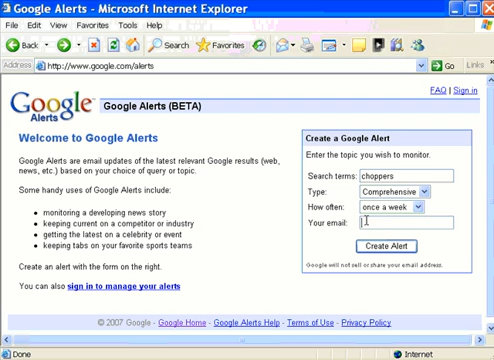 Google Alerts - Microsoft Internet Explorer
File Edit View Favorites Tools Help
Back Search Favorites
Address http://www.google.com/alerts Go Links
FAQ | Sign in
Google Alerts
Google Alerts (BETA)
Welcome to Google Alerts
Google Alerts are email updates of the latest relevant Google results (web,
news, etc.) based on your choice of query or topic.
Some handy uses of Google Alerts include:
• monitoring a developing news story
• keeping current on a competitor or industry
• getting the latest on a celebrity or event
• keeping tabs on your favorite sports teams
Create an alert with the form on the right.
You can also sign in to manage your alerts
Create a Google Alert
Enter the topic you wish to monitor.
Search terms: choppers
Type: Comprehensive
How often: once a week
Your email:
Create Alert
Google will not sell or share your email address.
© 2007 Google - Google Home - Google Alerts Help - Terms of Use - Privacy Policy
Done Internet